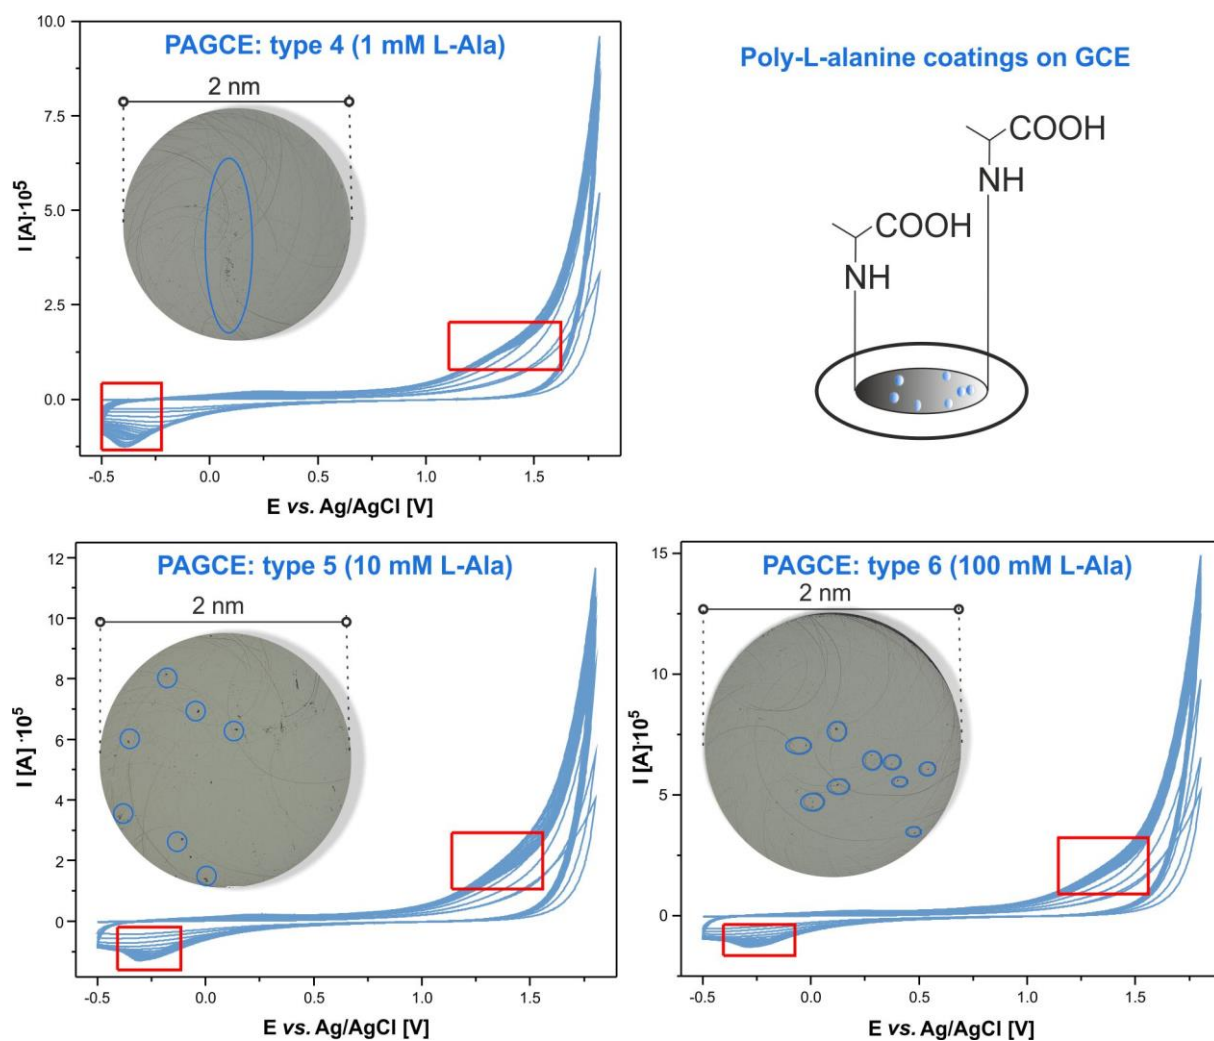 PAGCE: type 4 (1 mM L-Ala)
2 nm
10.0
7.5
5.0
2.5
0.0
I [A]·10⁵
-0.5 0.0 0.5 1.0 1.5
E vs. Ag/AgCl [V]
Poly-L-alanine coatings on GCE
COOH
NH
COOH
NH
PAGCE: type 5 (10 mM L-Ala)
2 nm
12
10
8
6
4
2
0
I [A]·10⁵
-0.5 0.0 0.5 1.0 1.5
E vs. Ag/AgCl [V]
PAGCE: type 6 (100 mM L-Ala)
2 nm
15
10
5
0
I [A]·10⁵
-0.5 0.0 0.5 1.0 1.5
E vs. Ag/AgCl [V]